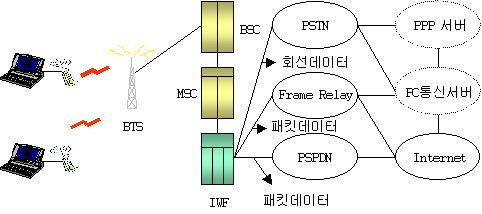 BSC
PSTN
PPP 서버
회선데이터
MSC
Frame Relay
PC통신서버
BTS
패킷데이터
PSPDN
Internet
IWF
패킷데이터